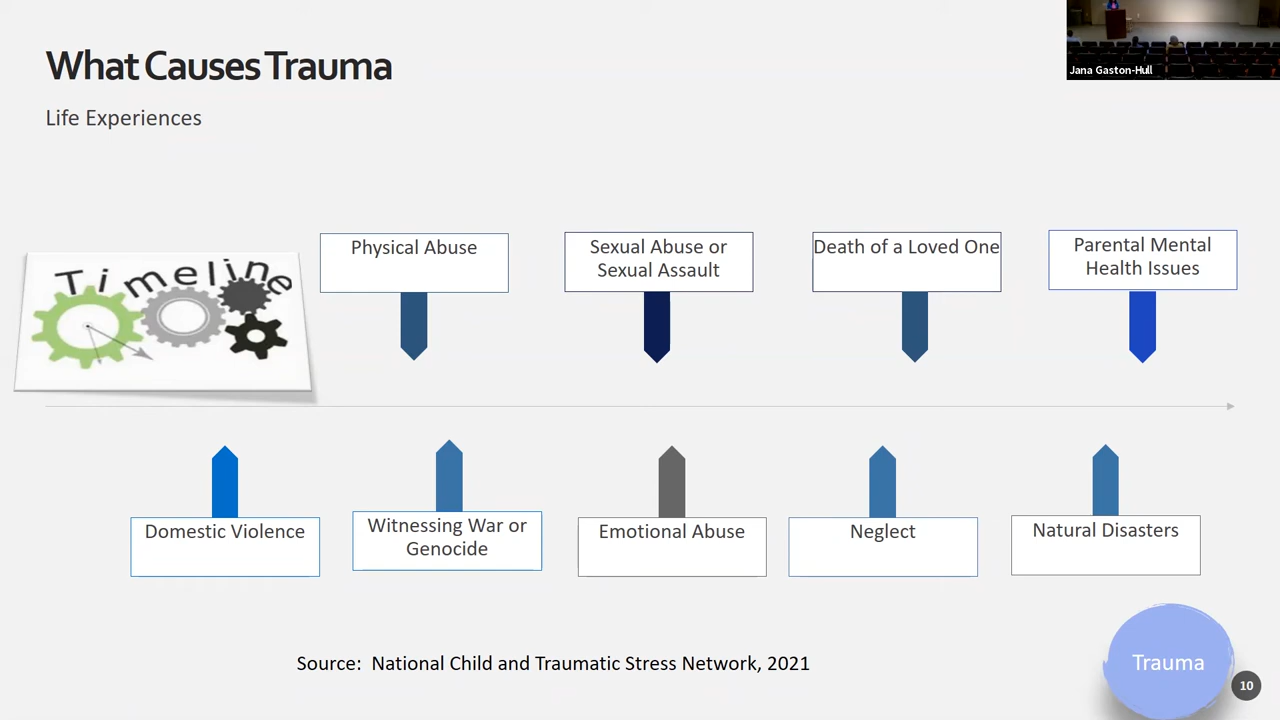 What Causes Trauma
Jana Gaston-Hull
Life Experiences
Timeline
Physical Abuse
Sexual Abuse or
Sexual Assault
Death of a Loved One
Parental Mental
Health Issues
Domestic Violence
Witnessing War or
Genocide
Emotional Abuse
Neglect
Natural Disasters
Source:  National Child and Traumatic Stress Network, 2021
Trauma
10